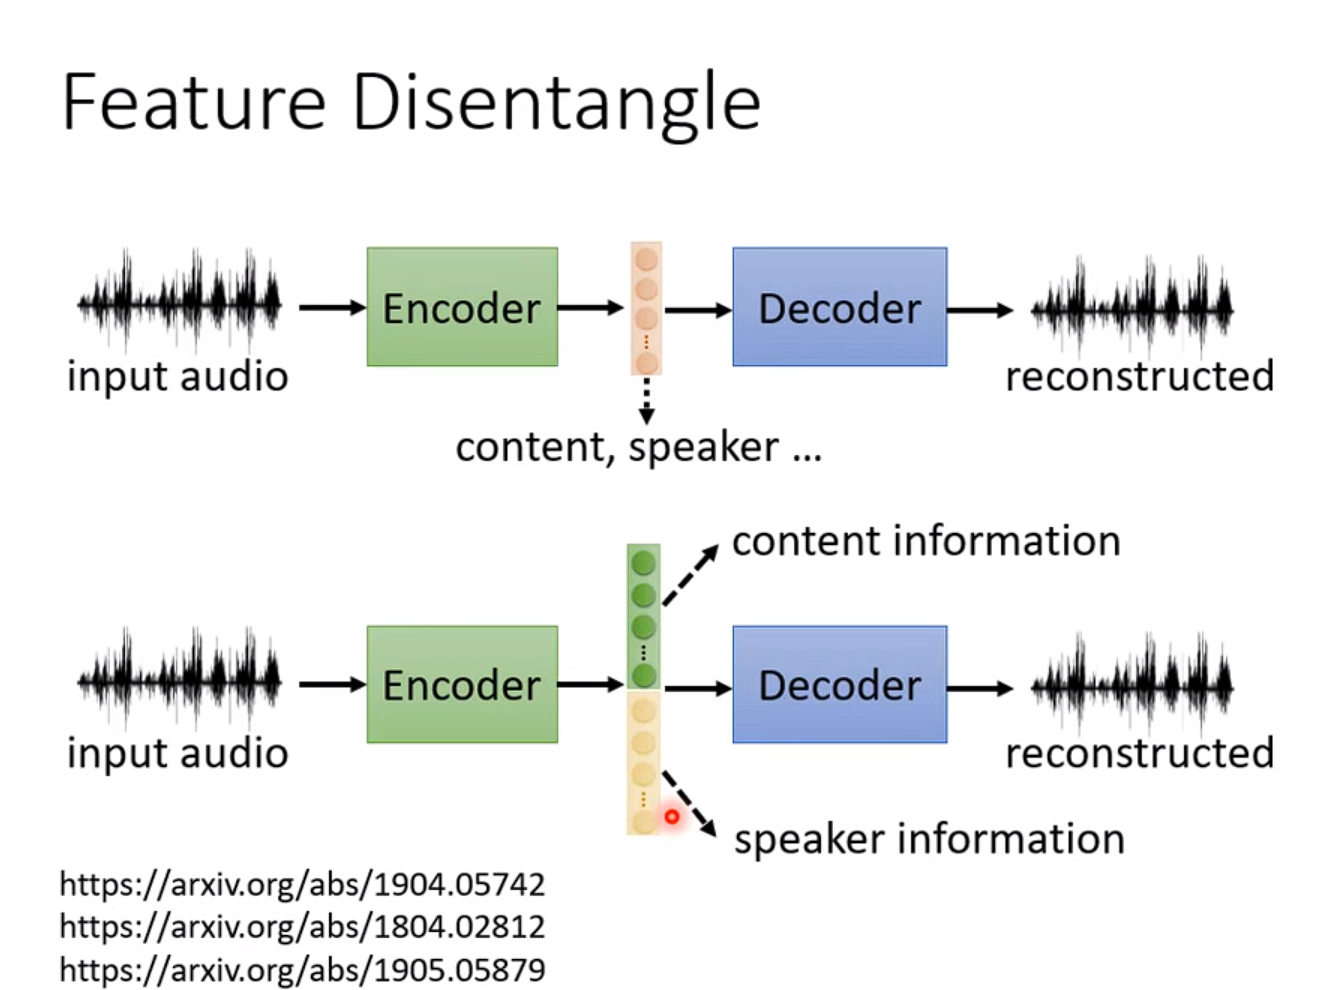 Feature Disentangle
Encoder
Decoder
input audio
reconstructed
content, speaker ...
content information
Encoder
Decoder
input audio
reconstructed
speaker information
https://arxiv.org/abs/1904.05742
https://arxiv.org/abs/1804.02812
https://arxiv.org/abs/1905.05879